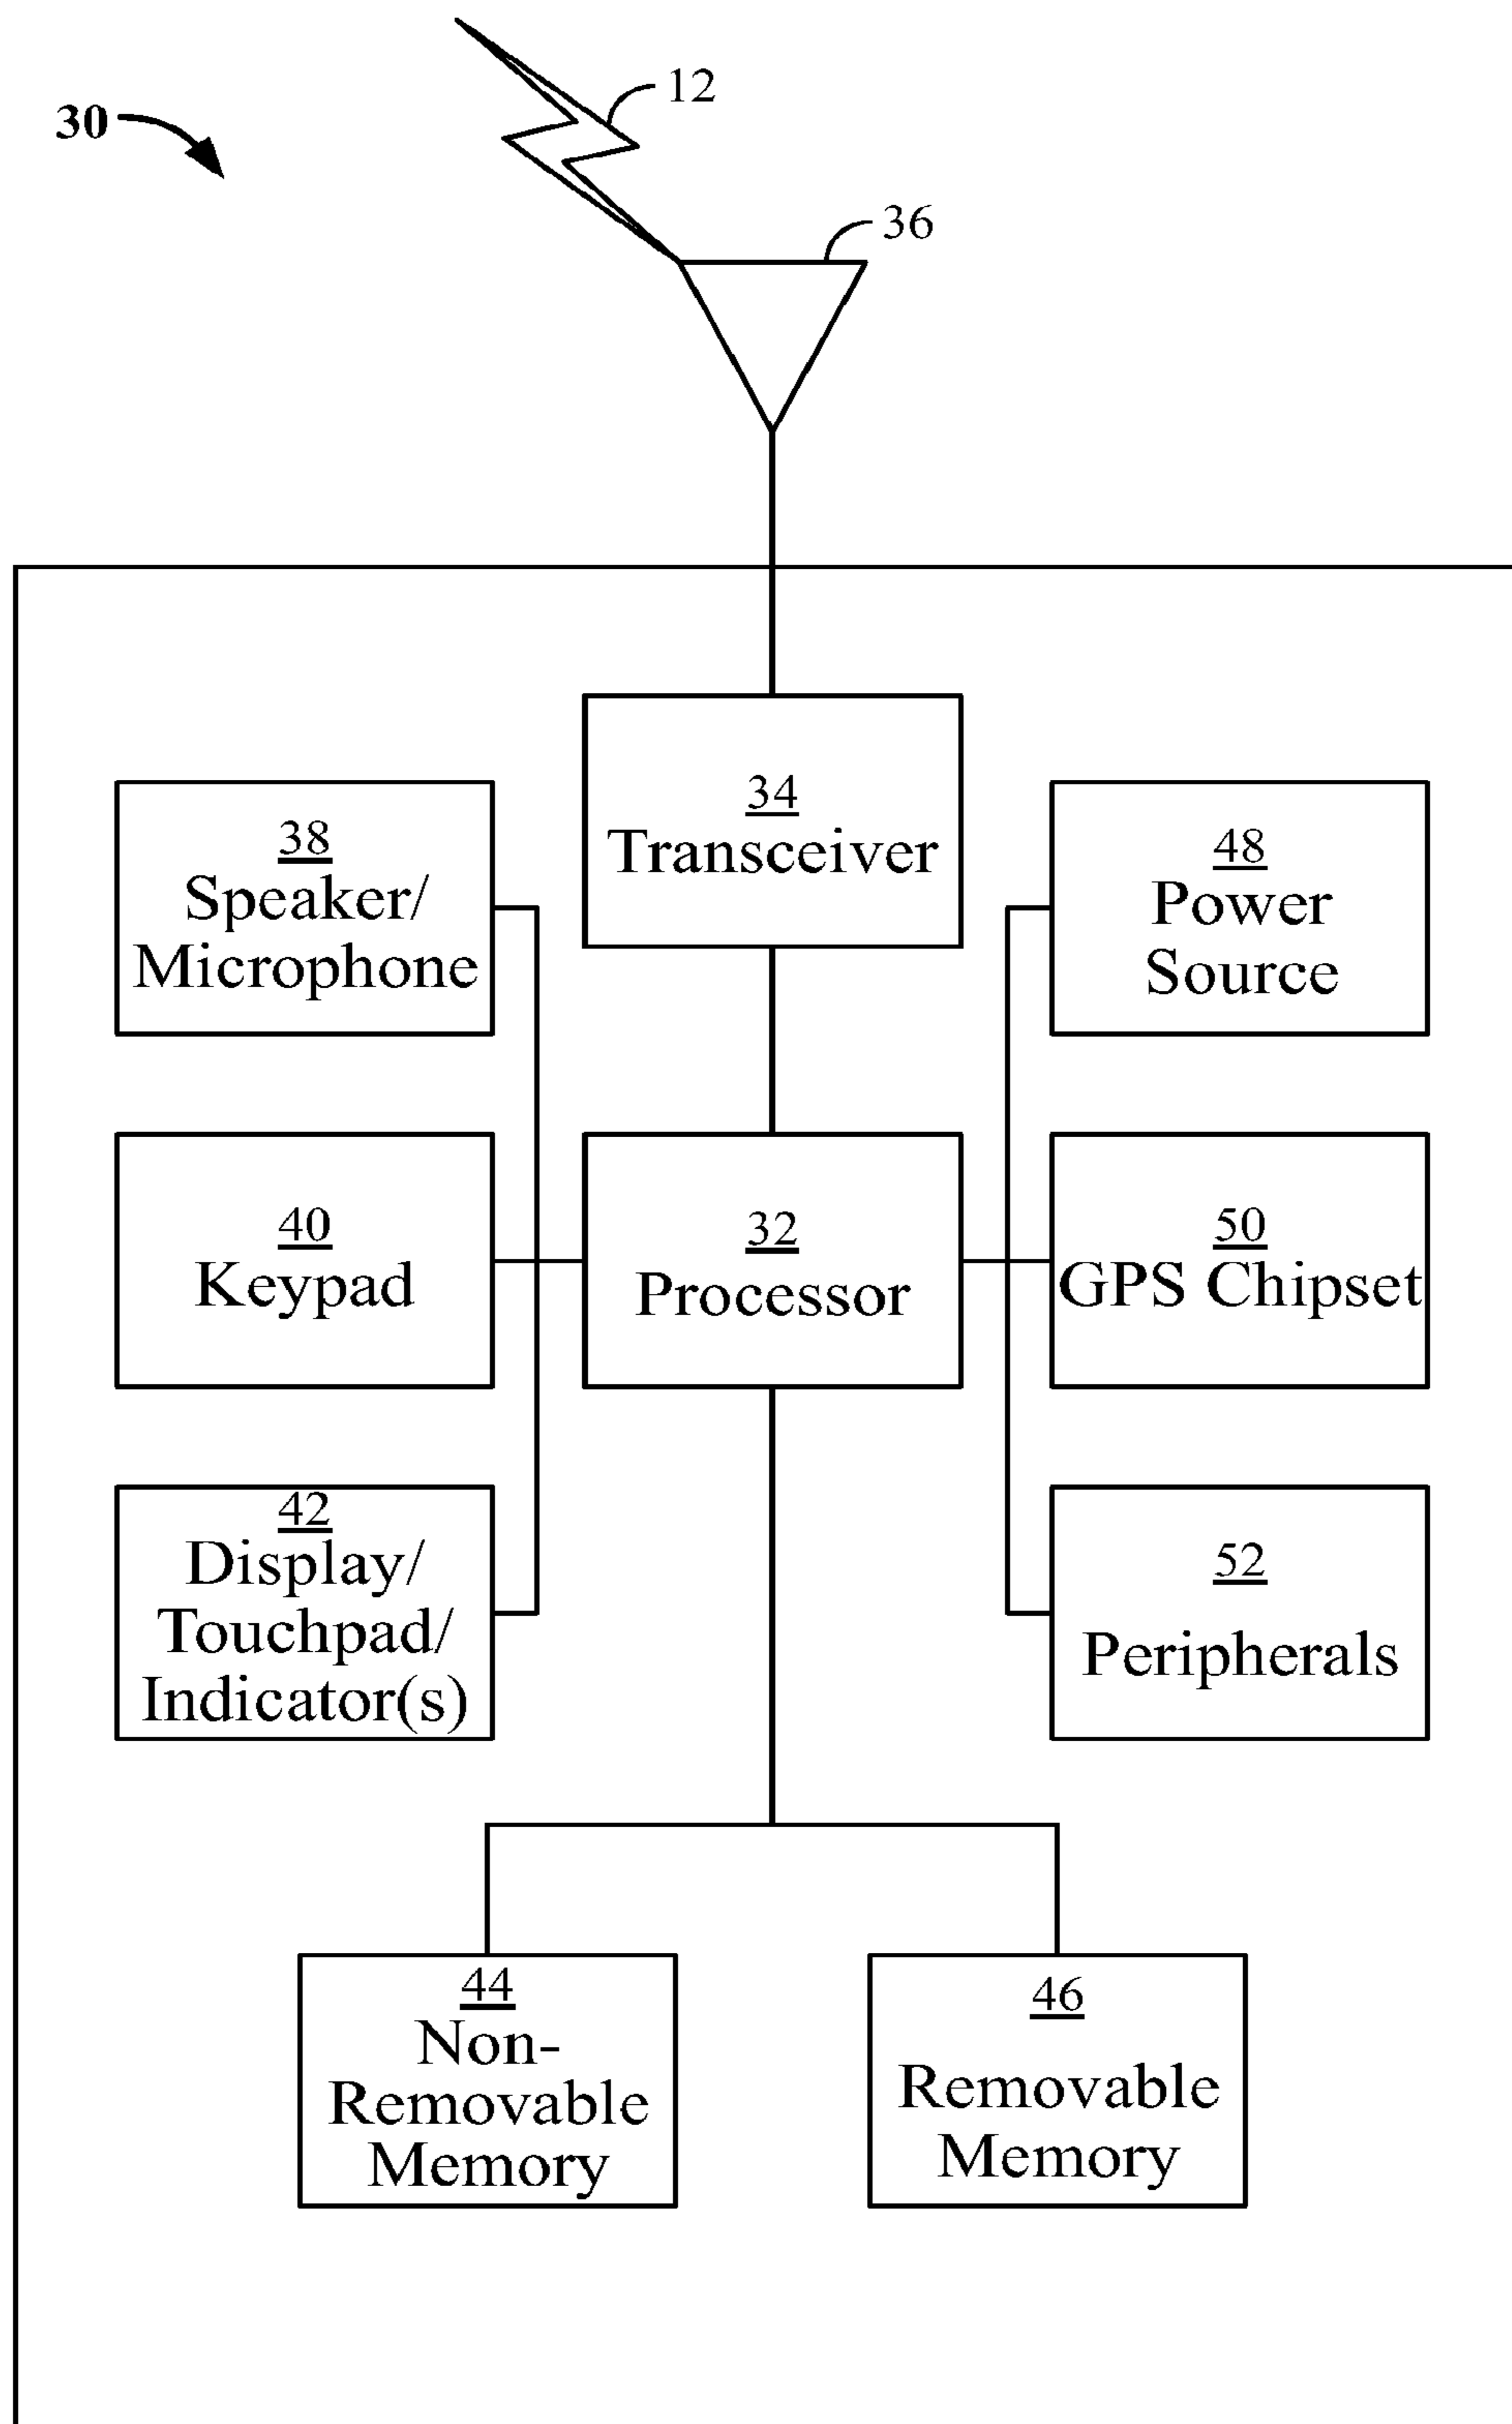 12
30
36
34
Transceiver
38
Speaker/
Microphone
48
Power
Source
40
Keypad
32
Processor
50
GPS Chipset
42
Display/
Touchpad/
Indicator(s)
52
Peripherals
44
Non-
Removable
Memory
46
Removable
Memory